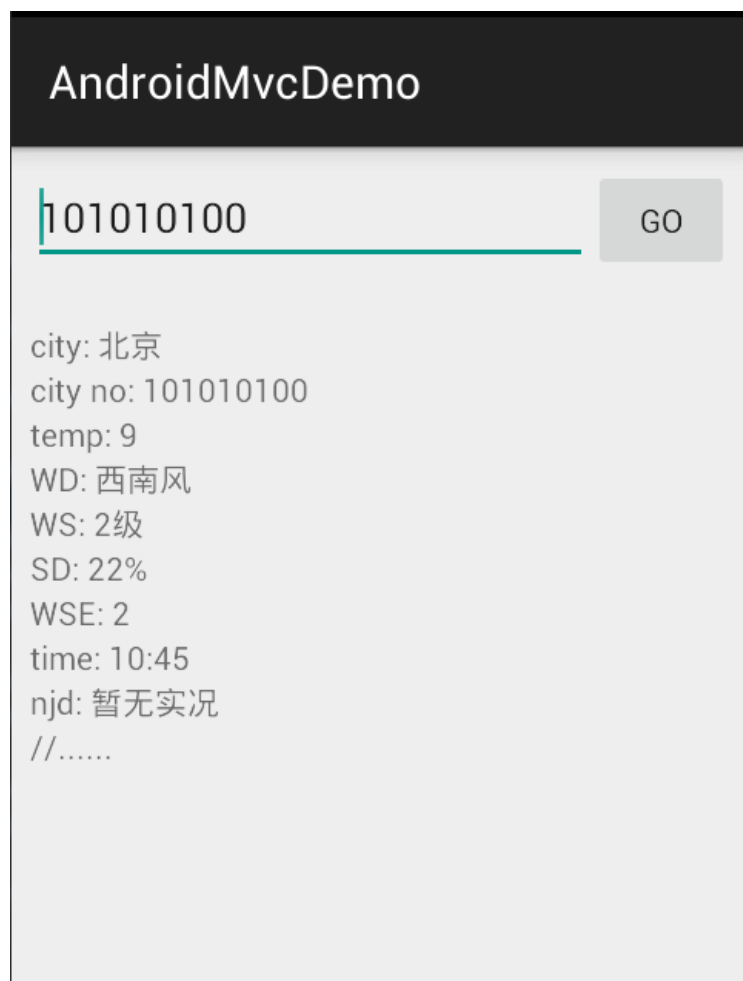 AndroidMvcDemo
101010100
GO
city: 北京
city no: 101010100
temp: 9
WD: 西南风
WS: 2级
SD: 22%
WSE: 2
time: 10:45
njd: 暂无实况
//......